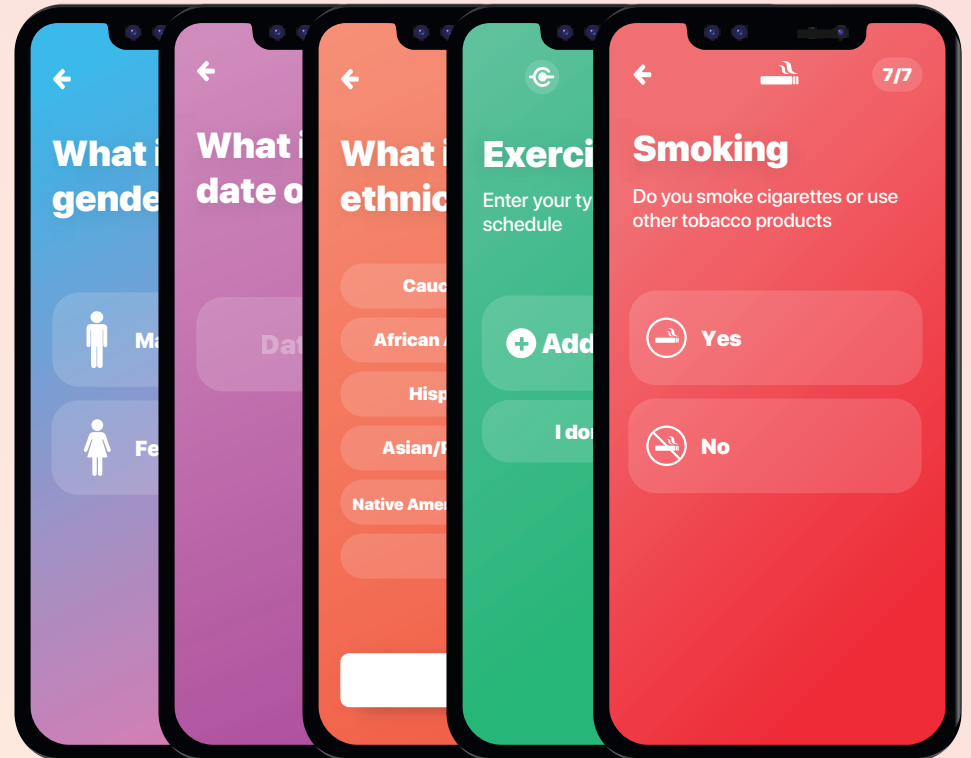 What i
gende
Ma
Fe
What i
date o
Dat
What i
ethnic
Cauc
African
Hisp
Asian/
Native Amer
Exerci
Enter your ty
schedule
Add
I don
7/7
Smoking
Do you smoke cigarettes or use
other tobacco products
Yes
No